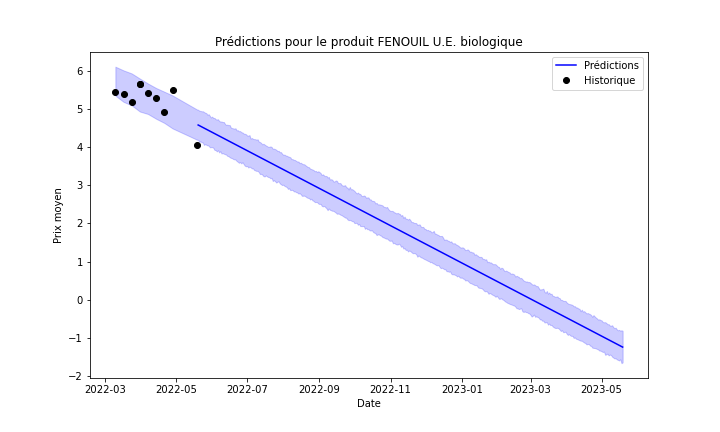 Prédictions pour le produit FENOUIL U.E. biologique
Prédictions
Historique
Prix moyen
6
5
4
3
2
1
0
−1
−2
2022-03 2022-05 2022-07 2022-09 2022-11 2023-01 2023-03 2023-05
Date